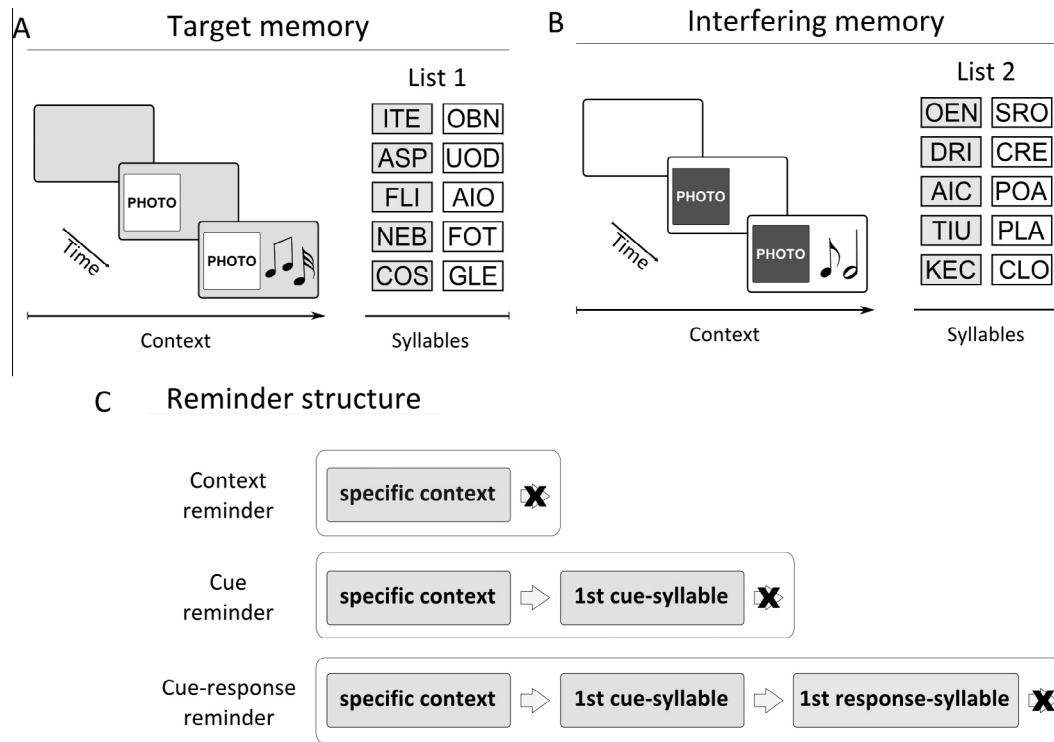 A
Target memory
List 1
PHOTO
PHOTO
Time
ITE OBN
ASP UOD
FLI AIO
NEB FOT
COS GLE
Context
Syllables
B
Interfering memory
List 2
PHOTO
PHOTO
Time
OEN SRO
DRI CRE
AIC POA
TIU PLA
KEC CLO
Context
Syllables
C
Reminder structure
Context
reminder
specific context
X
Cue
reminder
specific context
1st cue-syllable
X
Cue-response
reminder
specific context
1st cue-syllable
1st response-syllable
X